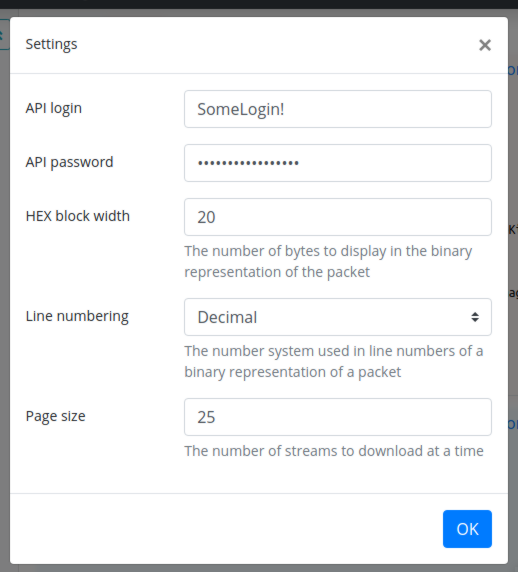 Settings
×
API login
SomeLogin!
API password
•••••••••••••••••
HEX block width
20
The number of bytes to display in the binary
representation of the packet
Line numbering
Decimal
The number system used in line numbers of a
binary representation of a packet
Page size
25
The number of streams to download at a time
OK